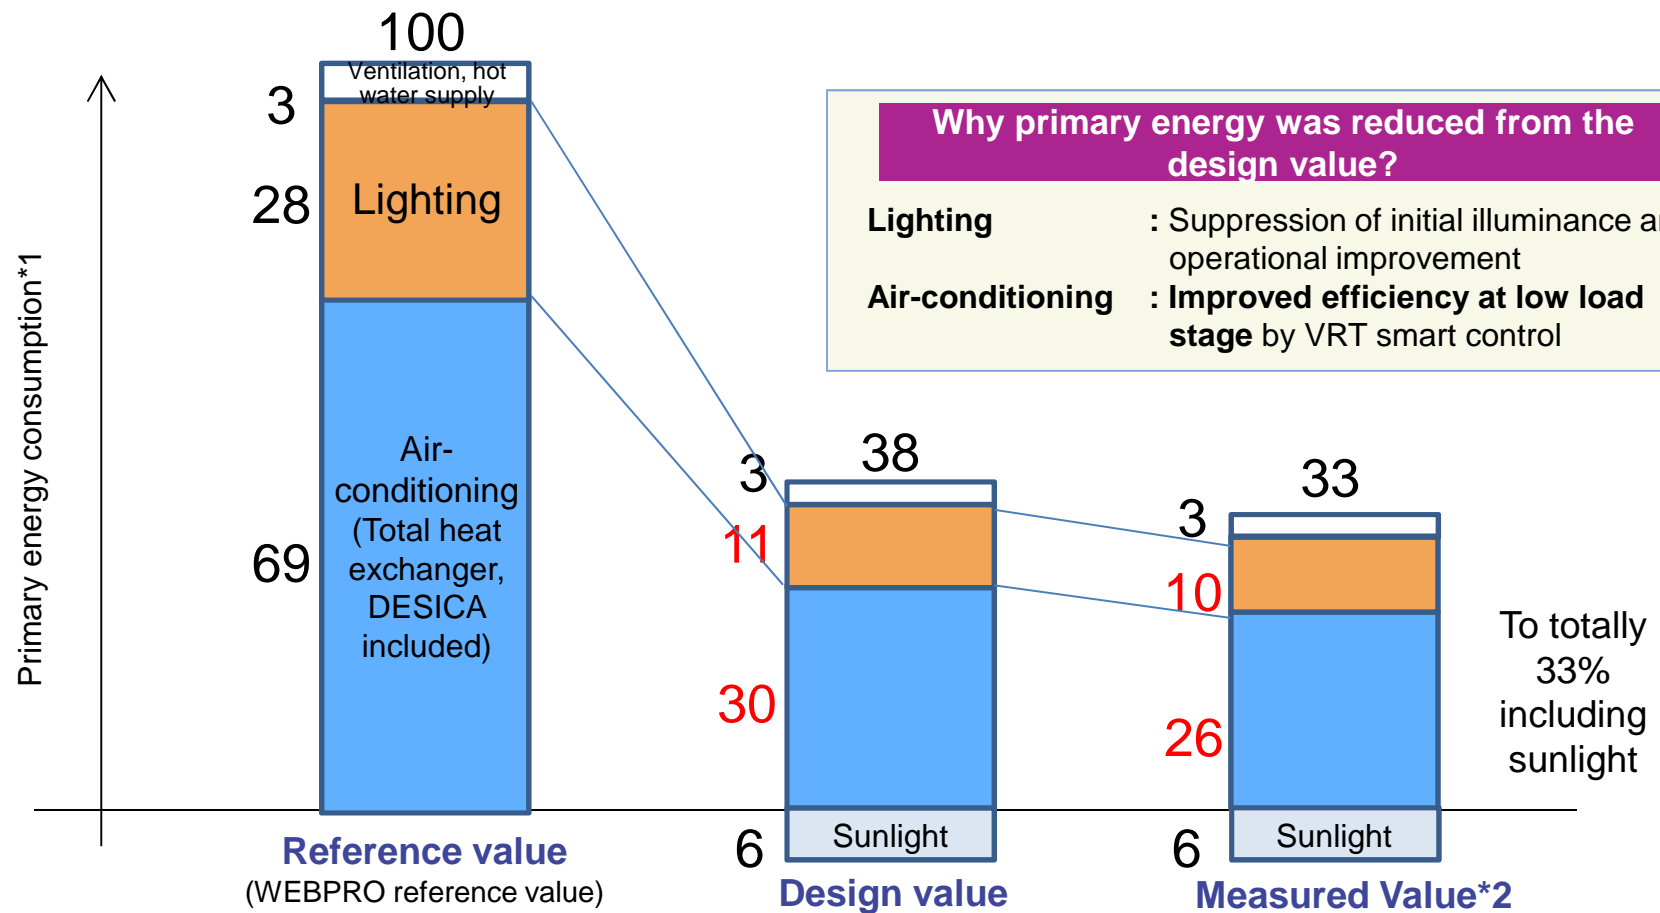 100
Ventilation, hot
water supply
3
Lighting
28
Air-
conditioning
(Total heat
exchanger,
DESICA
included)
69
Primary energy consumption*1
Reference value
(WEBPRO reference value)
Why primary energy was reduced from the
design value?
Lighting : Suppression of initial illuminance
operational improvement
Air-conditioning : Improved efficiency at low load
stage by VRT smart control
38
3
11
30
6
Sunlight
Design value
33
3
10
26
6
Sunlight
Measured Value*2
To totally
33%
including
sunlight